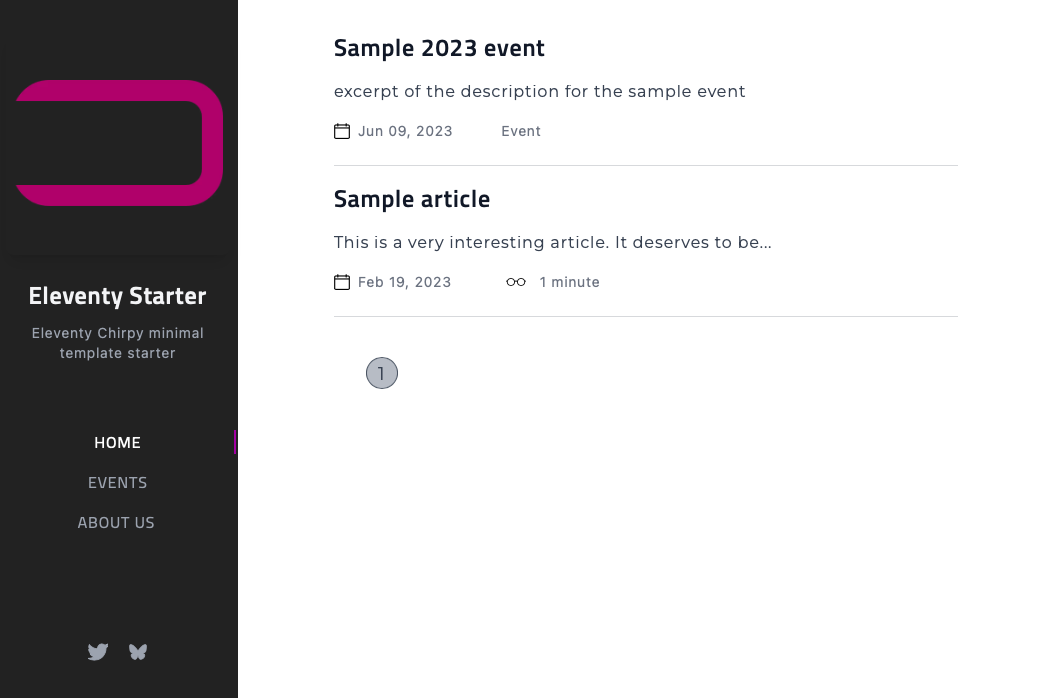 Eleventy Starter
Eleventy Chirpy minimal
template starter
HOME
EVENTS
ABOUT US
Sample 2023 event
excerpt of the description for the sample event
Jun 09, 2023 Event
Sample article
This is a very interesting article. It deserves to be...
Feb 19, 2023 1 minute
1